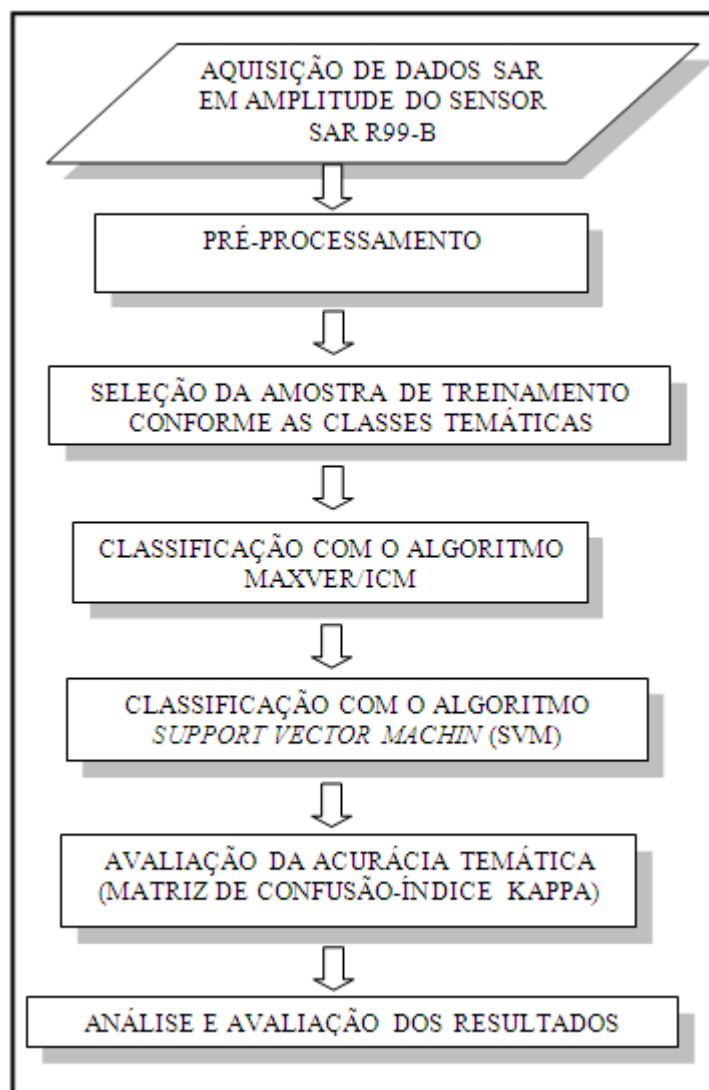 AQUISIÇÃO DE DADOS SAR
EM AMPLITUDE DO SENSOR
SAR R99-B
PRÉ-PROCESSAMENTO
SELEÇÃO DA AMOSTRA DE TREINAMENTO
CONFORME AS CLASSES TEMÁTICAS
CLASSIFICAÇÃO COM O ALGORITMO
MAXVER/ICM
CLASSIFICAÇÃO COM O ALGORITMO
SUPPORT VECTOR MACHIN (SVM)
AVALIAÇÃO DA ACURÁCIA TEMÁTICA
(MATRIZ DE CONFUSÃO-ÍNDICE KAPPA)
ANÁLISE E AVALIAÇÃO DOS RESULTADOS